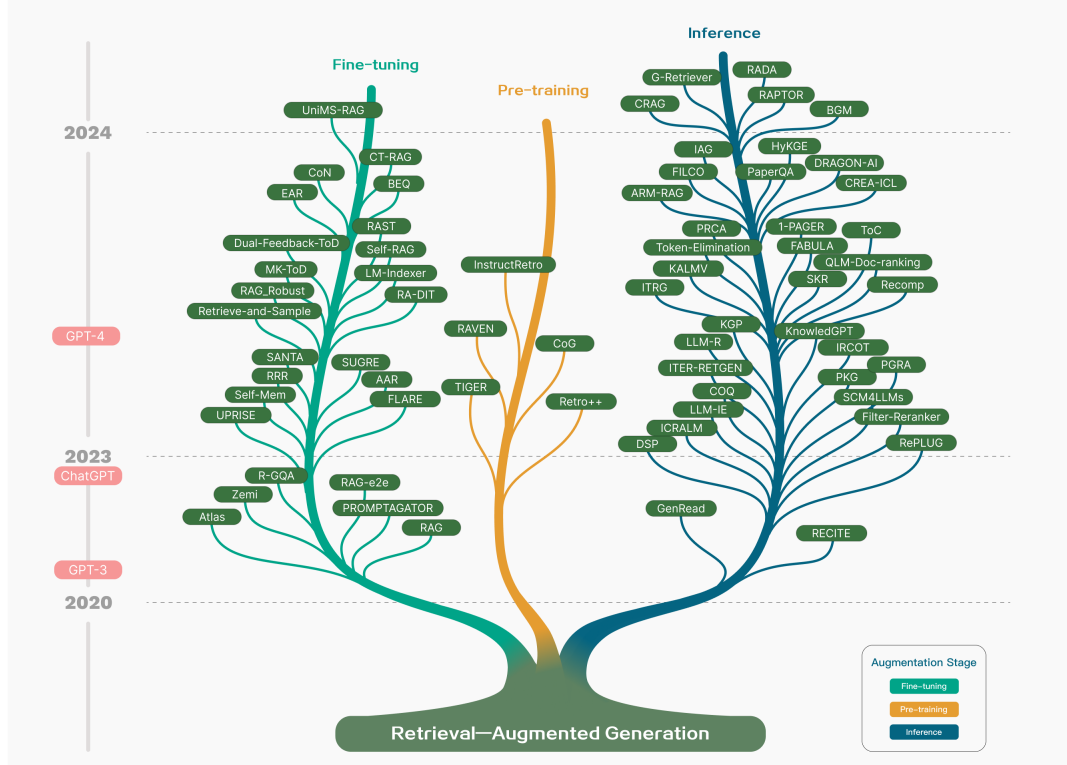 Inference
Fine-tuning
Pre-training
2024
GPT-4
2023
ChatGPT
GPT-3
2020
UniMS-RAG
CT-RAG
CoN
BEQ
EAR
RAST
Dual-Feedback-ToD
Self-RAG
MK-ToD
LM-Indexer
RAG_Robust
RA-DIT
Retrieve-and-Sample
SANTA
SUGRE
RRR
AAR
Self-Mem
FLARE
UPRISE
R-GQA
RAG-e2e
Zemi
PROMPTAGATOR
Atlas
RAG
InstructRetro
RAVEN
CoG
TIGER
Retro++
RADA
G-Retriever
RAPTOR
CRAG
BGM
HyKGE
IAG
DRAGON-AI
FILCO
PaperQA
CREA-ICL
ARM-RAG
1-PAGER
PRCA
ToC
Token-Elimination
FABULA
QLM-Doc-ranking
KALMV
SKR
Recomp
ITRG
KGP
KnowledGPT
LLM-R
IRCOT
ITER-RETGEN
PGRA
PKG
COQ
SCM4LLMs
LLM-IE
Filter-Reranker
ICRALM
DSP
RePLUG
GenRead
RECITE
Retrieval—Augmented Generation
Augmentation Stage
Fine-tuning
Pre-training
Inference